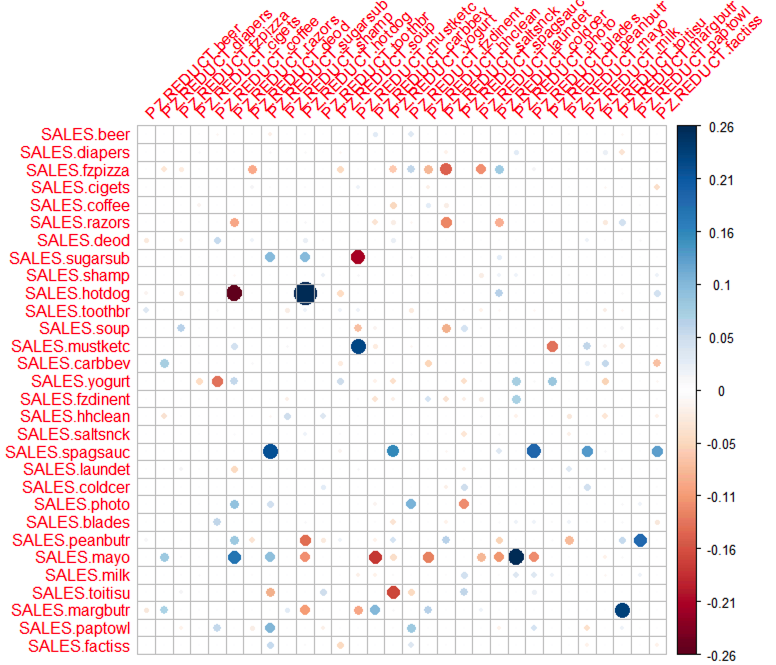 PZ.REDUCT.beer
PZ.REDUCT.diapers
PZ.REDUCT.fzpizza
PZ.REDUCT.cigets
PZ.REDUCT.coffee
PZ.REDUCT.razors
PZ.REDUCT.deod
PZ.REDUCT.sugarsub
PZ.REDUCT.shamp
PZ.REDUCT.hotdog
PZ.REDUCT.toothbr
PZ.REDUCT.soup
PZ.REDUCT.mustketc
PZ.REDUCT.carbbev
PZ.REDUCT.yogurt
PZ.REDUCT.fzdinent
PZ.REDUCT.hhclean
PZ.REDUCT.saltsnck
PZ.REDUCT.spagsauc
PZ.REDUCT.laundet
PZ.REDUCT.coldcer
PZ.REDUCT.photo
PZ.REDUCT.blades
PZ.REDUCT.peanbutr
PZ.REDUCT.mayo
PZ.REDUCT.milk
PZ.REDUCT.toitisu
PZ.REDUCT.margbutr
PZ.REDUCT.paptowl
PZ.REDUCT.factiss
SALES.beer
SALES.diapers
SALES.fzpizza
SALES.cigets
SALES.coffee
SALES.razors
SALES.deod
SALES.sugarsub
SALES.shamp
SALES.hotdog
SALES.toothbr
SALES.soup
SALES.mustketc
SALES.carbbev
SALES.yogurt
SALES.fzdinent
SALES.hhclean
SALES.saltsnck
SALES.spagsauc
SALES.laundet
SALES.coldcer
SALES.photo
SALES.blades
SALES.peanbutr
SALES.mayo
SALES.milk
SALES.toitisu
SALES.margbutr
SALES.paptowl
SALES.factiss
0.26
0.21
0.16
0.1
0.05
0
-0.05
-0.11
-0.16
-0.21
-0.26